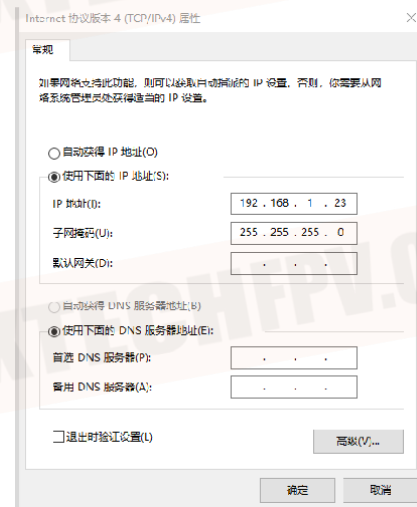 Internet 协议版本 4 (TCP/IPv4) 属性
常规
如果网络支持此功能，则可以获取自动指派的 IP 设置。否则，你需要从网
络系统管理员处获得适当的 IP 设置。
自动获得 IP 地址(O)
使用下面的 IP 地址(S):
IP 地址(I): 192 . 168 . 1 . 23
子网掩码(U): 255 . 255 . 255 . 0
默认网关(D): . . .
自动获得 DNS 服务器地址(B)
使用下面的 DNS 服务器地址(E):
首选 DNS 服务器(P): . . .
备用 DNS 服务器(A): . . .
退出时验证设置(L)
高级(V)...
确定 取消